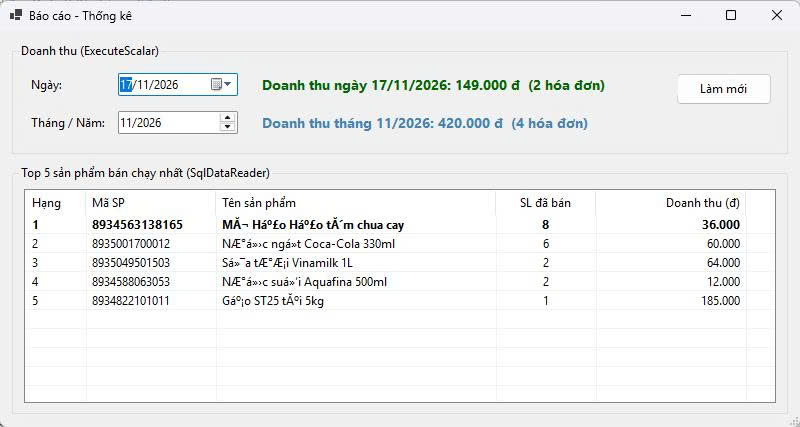 Báo cáo - Thống kê
Doanh thu (ExecuteScalar)
Ngày: 17/11/2026 Doanh thu ngày 17/11/2026: 149.000 đ (2 hóa đơn) Làm mới
Tháng / Năm: 11/2026 Doanh thu tháng 11/2026: 420.000 đ (4 hóa đơn)
Top 5 sản phẩm bán chạy nhất (SqlDataReader)
Hạng Mã SP Tên sản phẩm SL đã bán Doanh thu (đ)
1 8934563138165 MĂ¬ Háº£o Háº£o tĂ´m chua cay 8 36.000
2 8935001700012 NÆ°á»›c ngá»t Coca-Cola 330ml 6 60.000
3 8935049501503 Sá»¯a tÆ°Æ¡i Vinamilk 1L 2 64.000
4 8934588063053 NÆ°á»›c suá»‘i Aquafina 500ml 2 12.000
5 8934822101011 Gáº¡o ST25 tĂºi 5kg 1 185.000